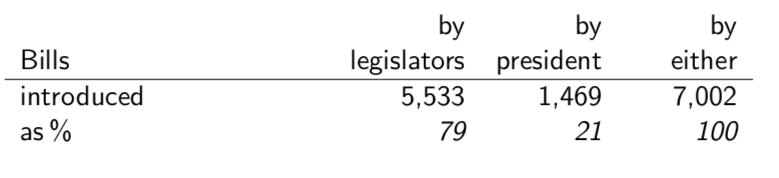 by by by
Bills legislators president either
introduced 5,533 1,469 7,002
as % 79 21 100